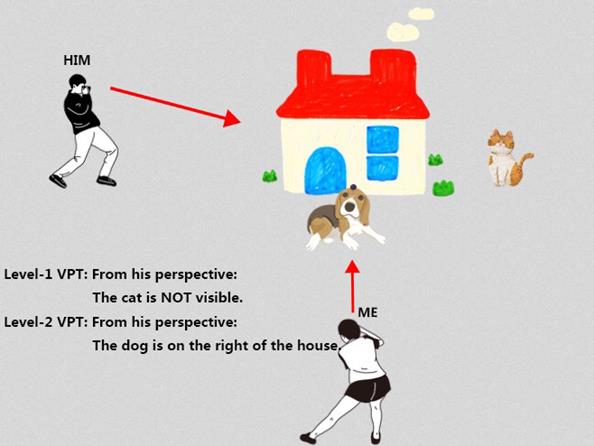 HIM
Level-1 VPT: From his perspective:
The cat is NOT visible.
ME
Level-2 VPT: From his perspective:
The dog is on the right of the house.